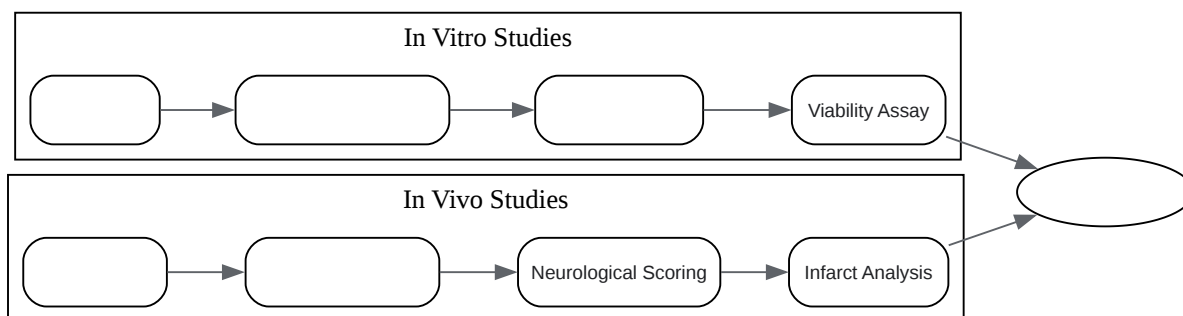 In Vitro Studies
Viability Assay
In Vivo Studies
Neurological Scoring
Infarct Analysis